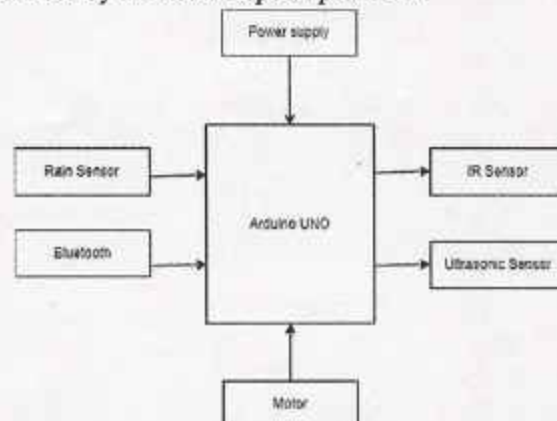 Power supply
Rain Sensor
IR Sensor
Arduino UNO
Bluetooth
Ultrasonic Sensor
Motor